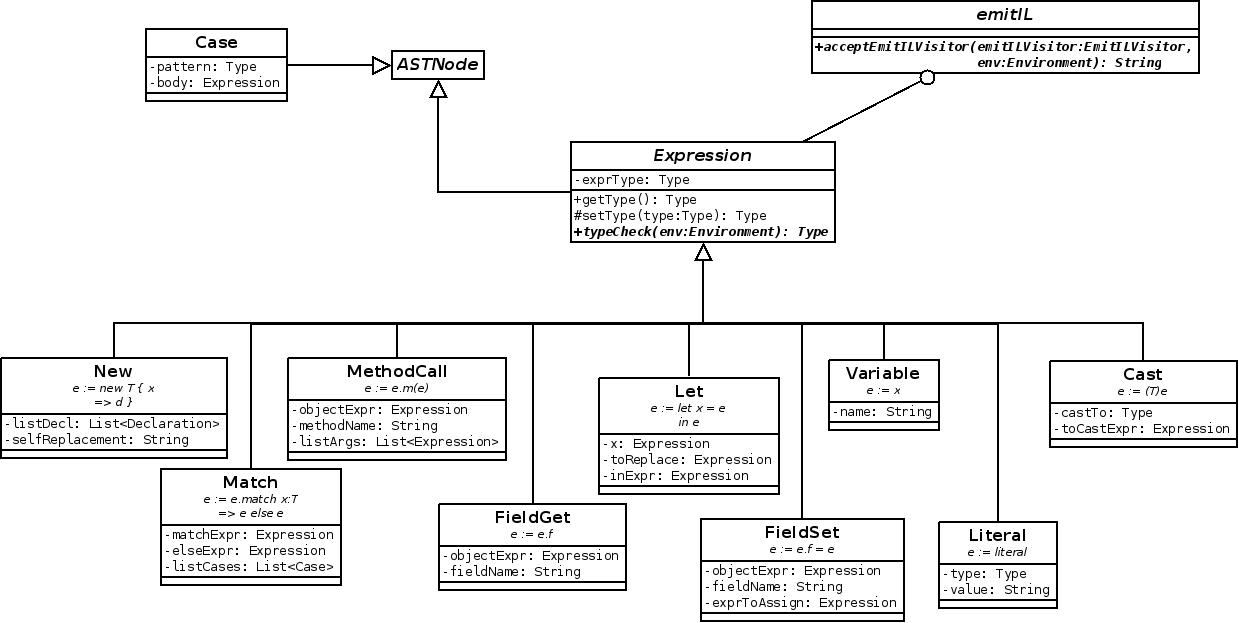 emitIL
+acceptEmitILVisitor(emitILVisitor:EmitILVisitor,
env:Environment): String
Case
-pattern: Type
-body: Expression
ASTNode
Expression
-exprType: Type
+getType(): Type
#setType(type:Type): Type
+typeCheck(env:Environment): Type
New
e := new T { x
=> d }
-listDecl: List<Declaration>
-selfReplacement: String
Match
e := e.match x:T
=> e else e
-matchExpr: Expression
-elseExpr: Expression
-listCases: List<Case>
MethodCall
e := e.m(e)
-objectExpr: Expression
-methodName: String
-listArgs: List<Expression>
FieldGet
e := e.f
-objectExpr: Expression
-fieldName: String
Let
e := let x = e
in e
-x: Expression
-toReplace: Expression
-inExpr: Expression
FieldSet
e := e.f = e
-objectExpr: Expression
-fieldName: String
-exprToAssign: Expression
Variable
e := x
-name: String
Literal
e := literal
-type: Type
-value: String
Cast
e := (T)e
-castTo: Type
-toCastExpr: Expression